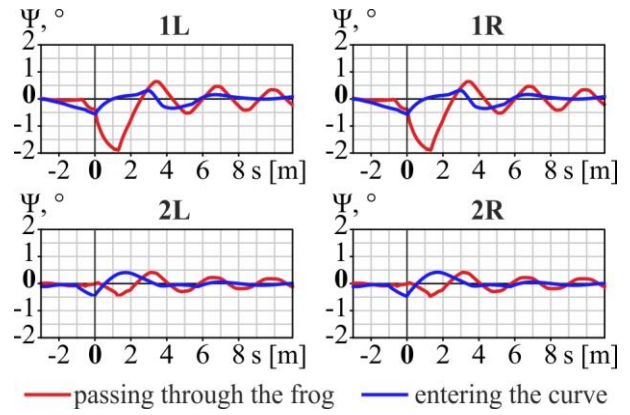 Ψ, ° 1L Ψ, ° 1R
2 2
1 1
0 0
-1 -1
-2 -2
-2 0 2 4 6 8 s [m] -2 0 2 4 6 8 s [m]
Ψ, ° 2L Ψ, ° 2R
2 2
1 1
0 0
-1 -1
-2 -2
-2 0 2 4 6 8 s [m] -2 0 2 4 6 8 s [m]
passing through the frog entering the curve